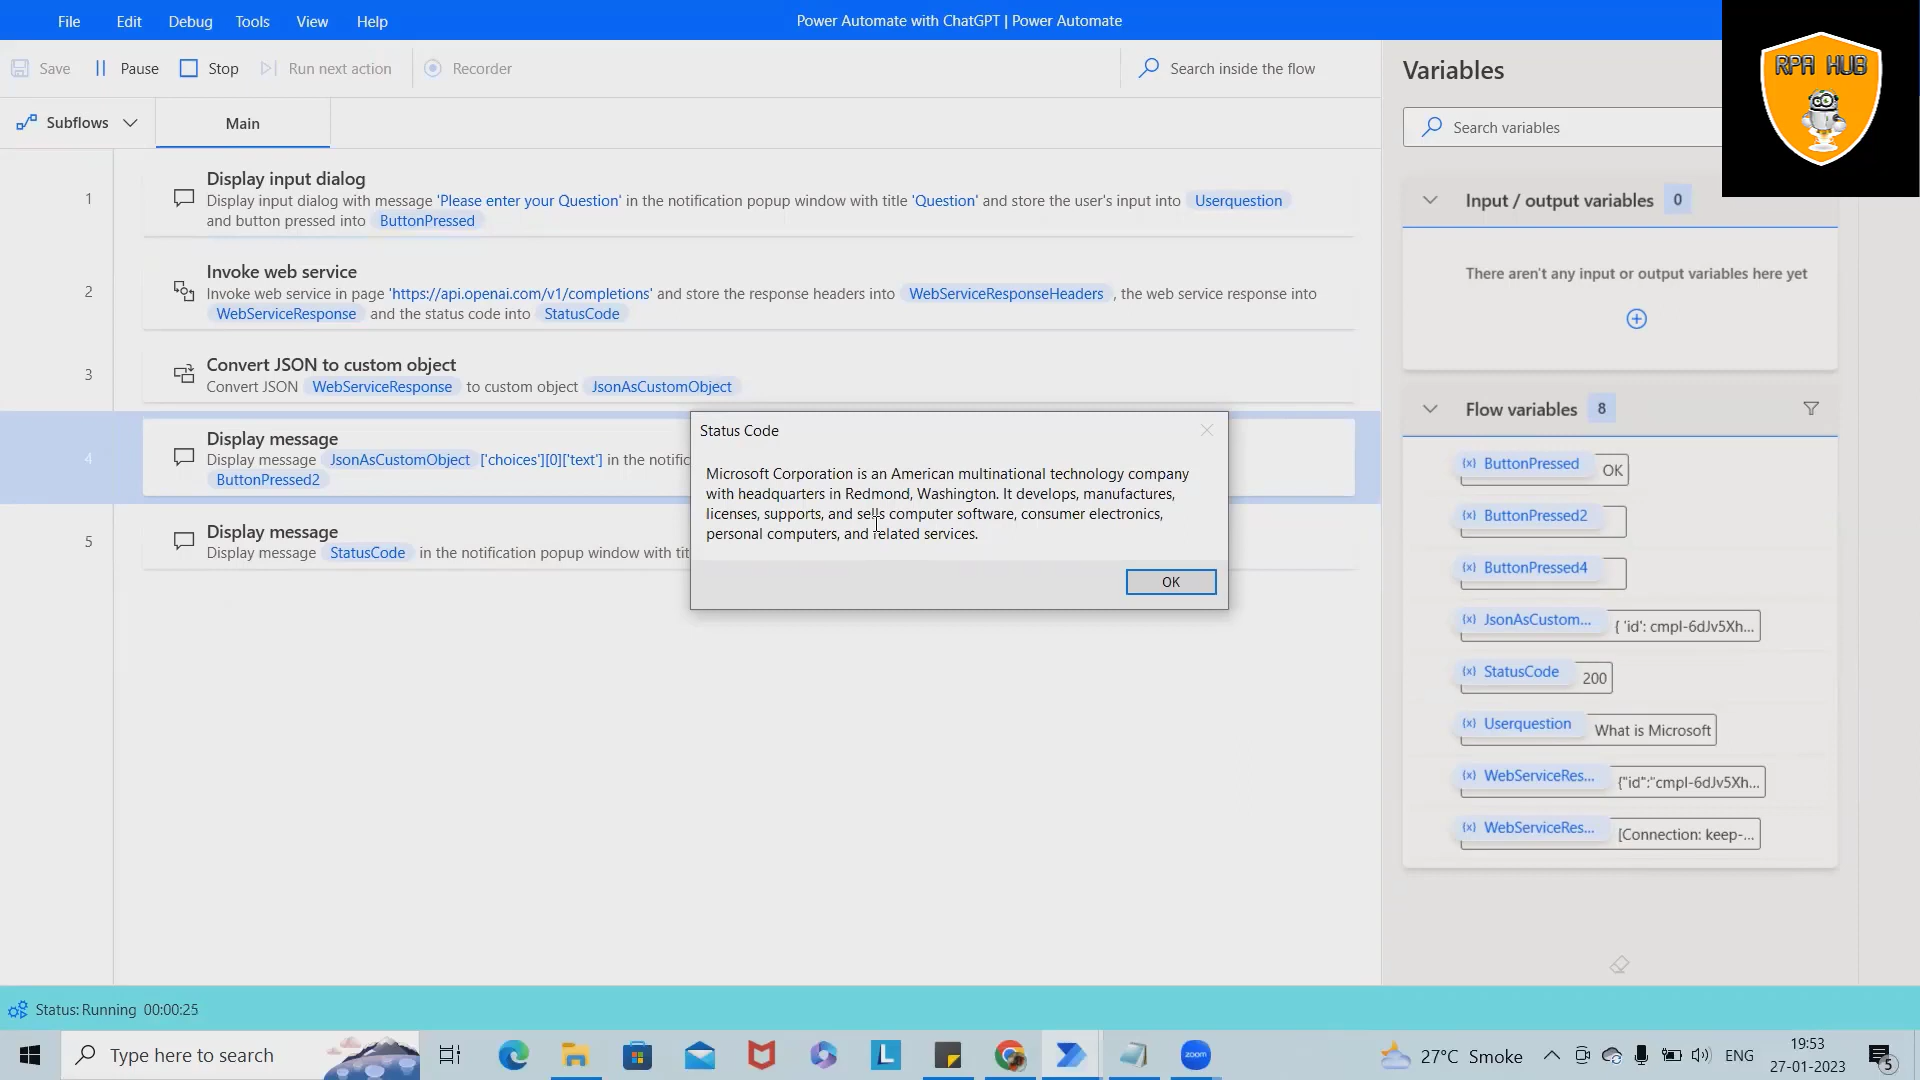 File Edit Debug Tools View Help Power Automate with ChatGPT | Power Automate
RPA HUB
Save Pause Stop Run next action Recorder Search inside the flow
Variables
Subflows Main
Search variables
1 Display input dialog
Display input dialog with message 'Please enter your Question' in the notification popup window with title 'Question' and store the user's input into Userquestion
and button pressed into ButtonPressed
2 Invoke web service
Invoke web service in page 'https://api.openai.com/v1/completions' and store the response headers into WebServiceResponseHeaders , the web service response into
WebServiceResponse and the status code into StatusCode
3 Convert JSON to custom object
Convert JSON WebServiceResponse to custom object JsonAsCustomObject
4 Display message
Display message JsonAsCustomObject ['choices'][0]['text'] in the notific
ButtonPressed2
5 Display message
Display message StatusCode in the notification popup window with titl
Status Code
Microsoft Corporation is an American multinational technology company
with headquarters in Redmond, Washington. It develops, manufactures,
licenses, supports, and sells computer software, consumer electronics,
personal computers, and related services.
OK
Input / output variables 0
There aren't any input or output variables here yet
Flow variables 8
(x) ButtonPressed OK
(x) ButtonPressed2
(x) ButtonPressed4
(x) JsonAsCustom... { 'id': cmpl-6dJv5Xh...
(x) StatusCode 200
(x) Userquestion What is Microsoft
(x) WebServiceRes... {"id":"cmpl-6dJv5Xh...
(x) WebServiceRes... [Connection: keep-...
Status: Running 00:00:25
Type here to search
L
zoom
27°C Smoke
ENG
19:53
27-01-2023
5